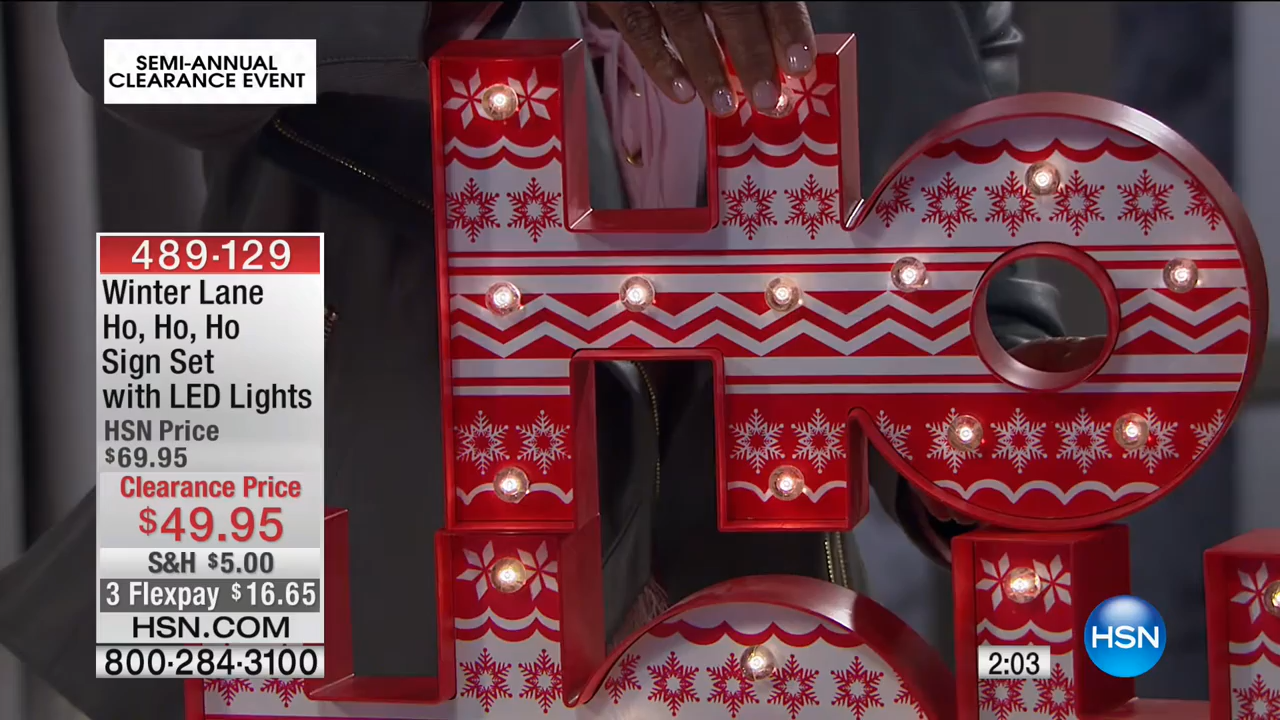 SEMI-ANNUAL
CLEARANCE EVENT
489·129
Winter Lane
Ho, Ho, Ho
Sign Set
with LED Lights
HSN Price
$69.95
Clearance Price
$49.95
S&H $5.00
3 Flexpay $16.65
HSN.COM
800·284·3100
Ho
HSN
2:03